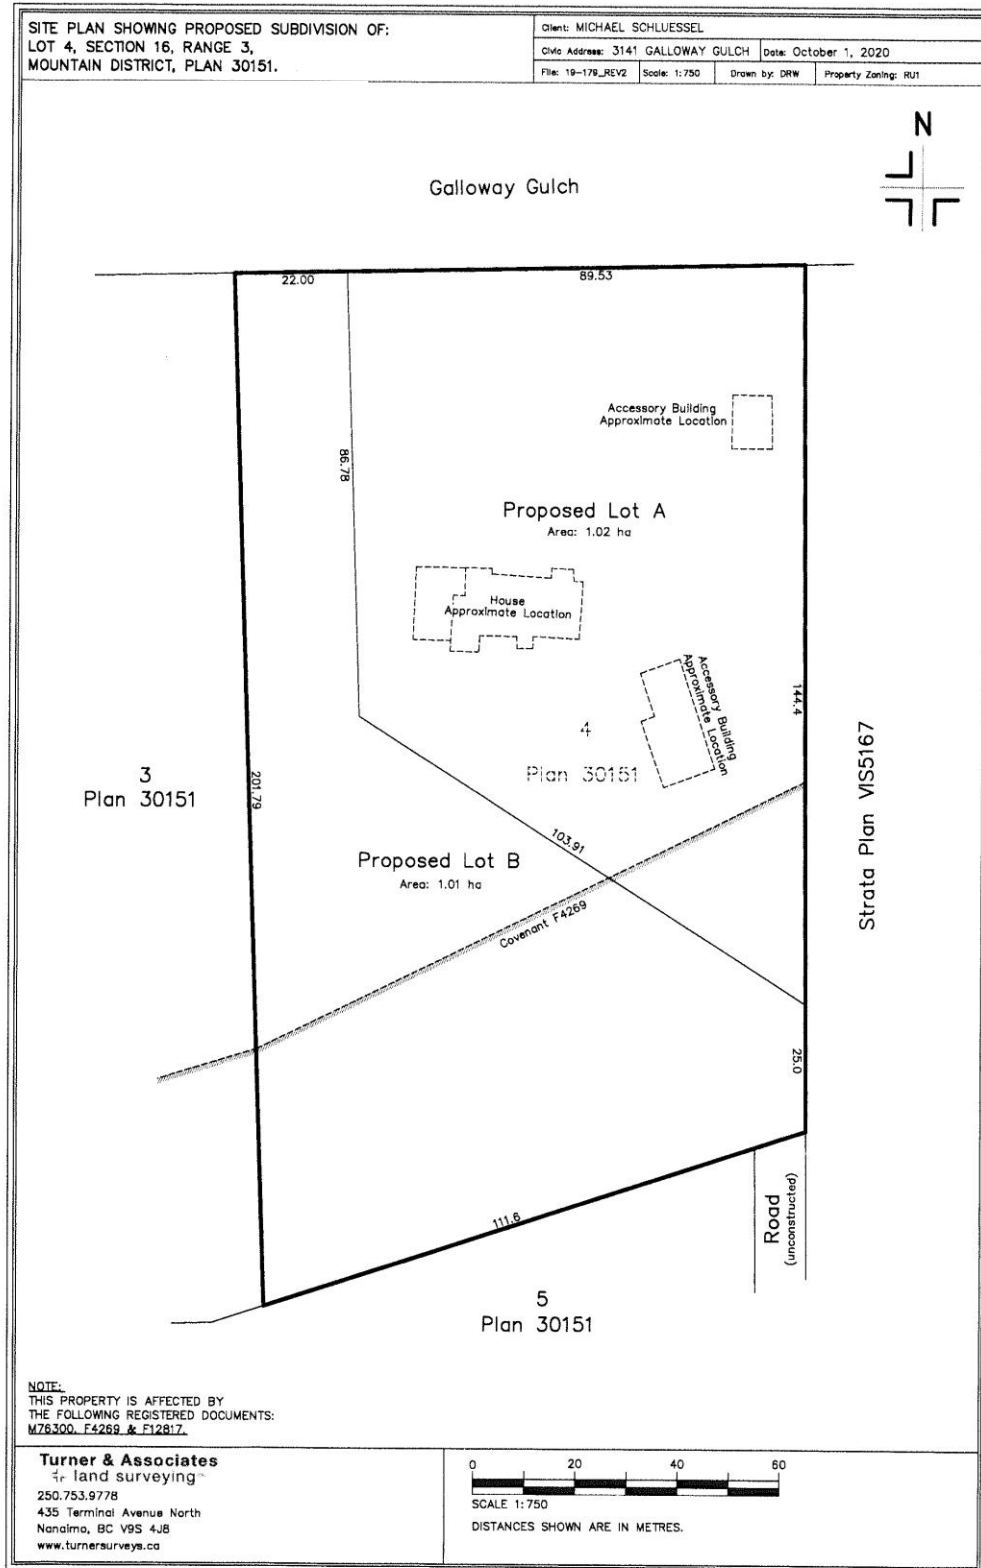 SITE PLAN SHOWING PROPOSED SUBDIVISION OF:
LOT 4, SECTION 16, RANGE 3,
MOUNTAIN DISTRICT, PLAN 30151.
Client: MICHAEL SCHLUESSEL
Civic Address: 3141 GALLOWAY GULCH
Date: October 1, 2020
File: 19-179_REV2
Scale: 1:750
Drawn by: DRW
Property Zoning: RU1
N
Galloway Gulch
22.00
89.53
Accessory Building
Approximate Location
86.78
Proposed Lot A
Area: 1.02 ha
House
Approximate Location
Accessory Building
Approximate Location
144.4
4
Plan 30151
3
Plan 30151
201.79
Strata Plan VIS5167
103.91
Proposed Lot B
Area: 1.01 ha
Covenant F4269
25.0
111.6
Road
(unconstructed)
5
Plan 30151
NOTE:
THIS PROPERTY IS AFFECTED BY
THE FOLLOWING REGISTERED DOCUMENTS:
M76300, F4269 & F12817.
Turner & Associates
land surveying
250.753.9778
435 Terminal Avenue North
Nanaimo, BC V9S 4J8
www.turnersurveys.ca
0 20 40 60
SCALE 1:750
DISTANCES SHOWN ARE IN METRES.